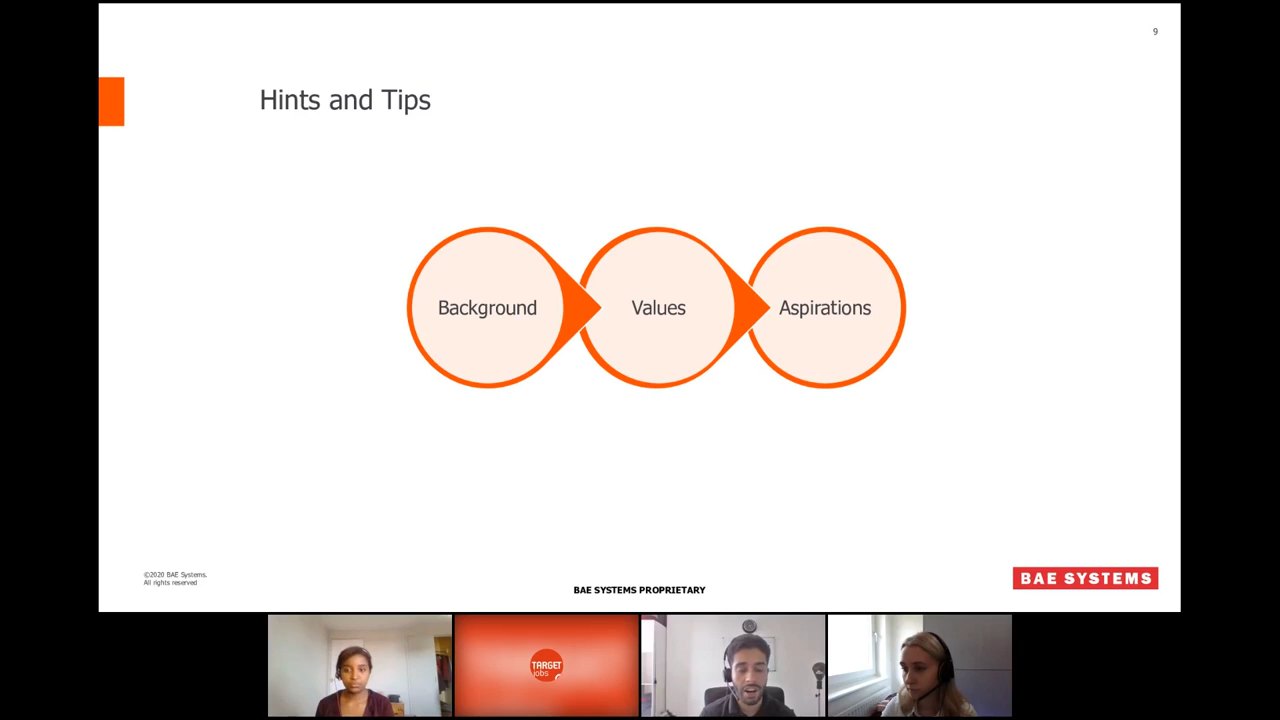 9
Hints and Tips
Background
Values
Aspirations
©2020 BAE Systems.
All rights reserved
BAE SYSTEMS PROPRIETARY
BAE SYSTEMS
TARGET
jobs